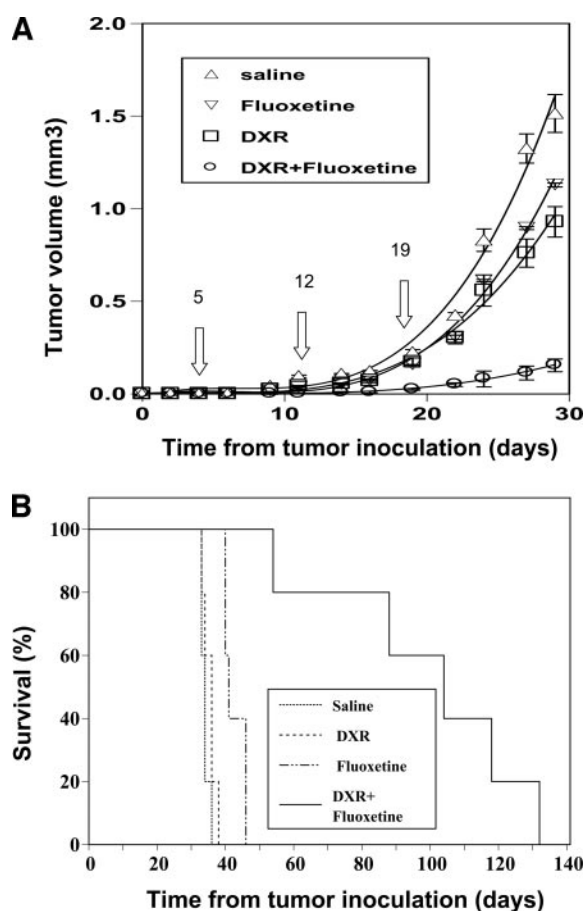 A
2.0
1.5
1.0
0.5
0.0
Tumor volume (mm3)
saline
Fluoxetine
DXR
DXR+Fluoxetine
5
12
19
0
10
20
30
Time from tumor inoculation (days)
B
100
80
60
40
20
0
Survival (%)
Saline
DXR
Fluoxetine
DXR+
Fluoxetine
0
20
40
60
80
100
120
140
Time from tumor inoculation (days)